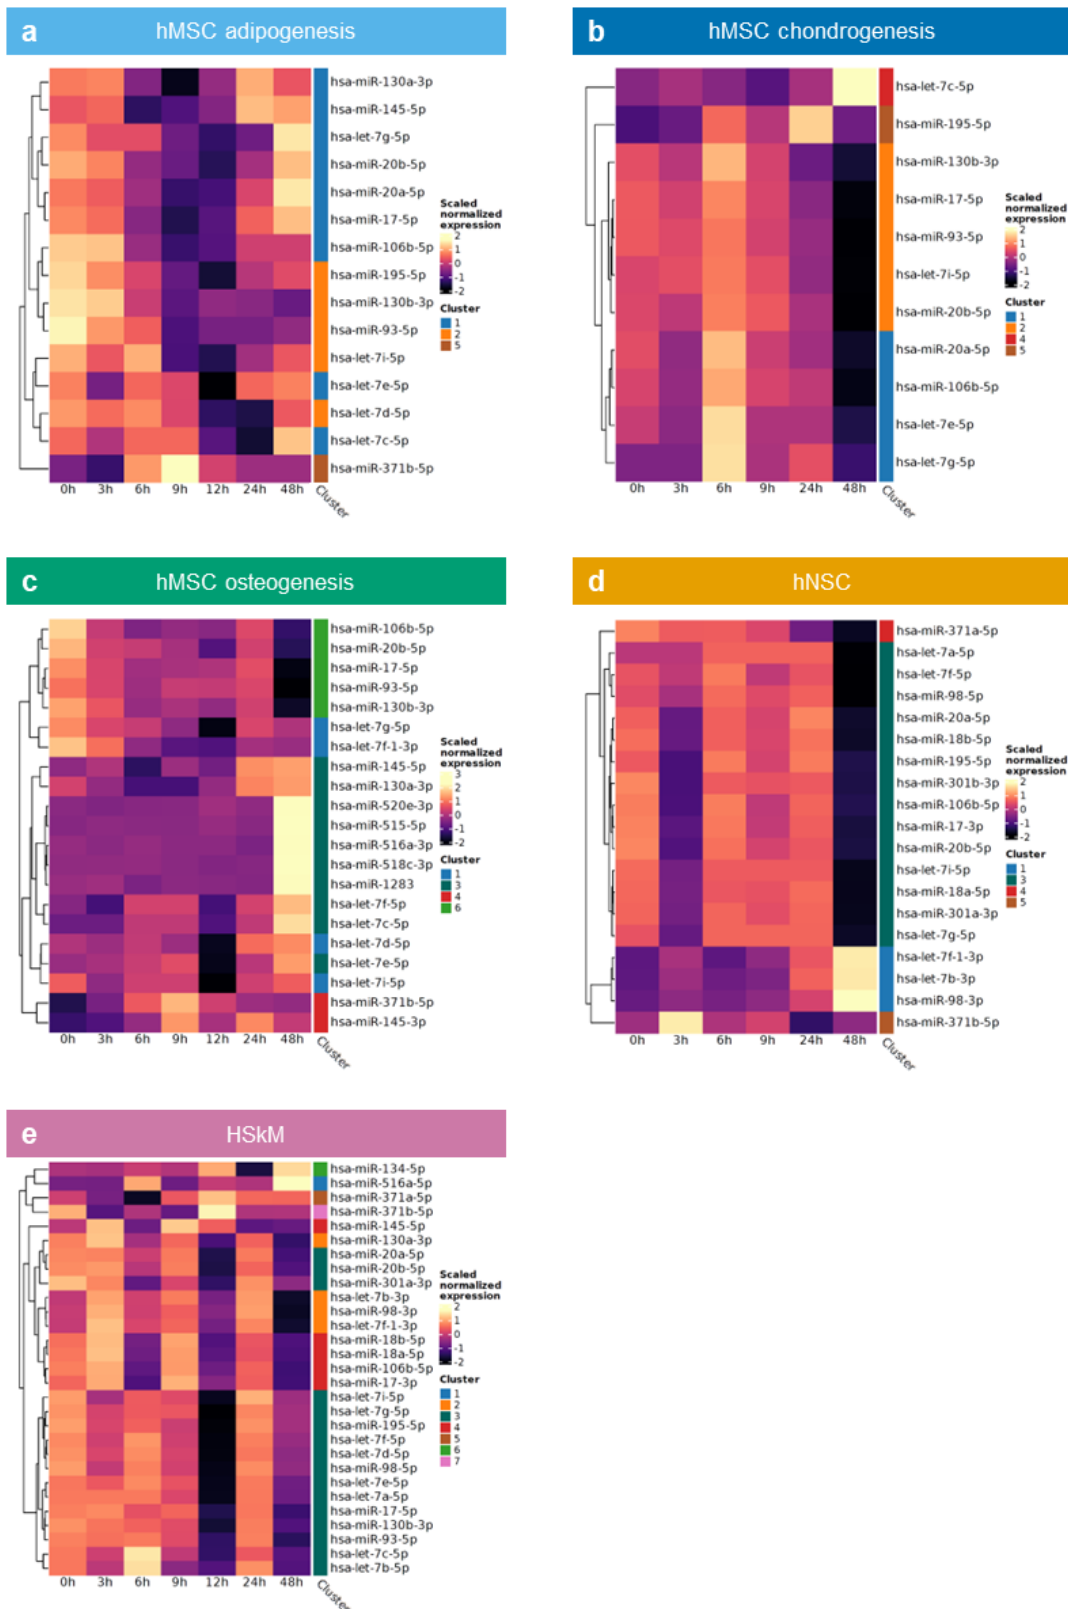 a hMSC adipogenesis
hsa-miR-130a-3p
hsa-miR-145-5p
hsa-let-7g-5p
hsa-miR-20b-5p
hsa-miR-20a-5p
hsa-miR-17-5p
hsa-miR-106b-5p
hsa-miR-195-5p
hsa-miR-130b-3p
hsa-miR-93-5p
hsa-let-7i-5p
hsa-let-7e-5p
hsa-let-7d-5p
hsa-let-7c-5p
hsa-miR-371b-5p
0h 3h 6h 9h 12h 24h 48h
Cluster
Scaled
normalized
expression
2
1
0
-1
-2
Cluster
1
2
5
b hMSC chondrogenesis
hsa-let-7c-5p
hsa-miR-195-5p
hsa-miR-130b-3p
hsa-miR-17-5p
hsa-miR-93-5p
hsa-let-7i-5p
hsa-miR-20b-5p
hsa-miR-20a-5p
hsa-miR-106b-5p
hsa-let-7e-5p
hsa-let-7g-5p
0h 3h 6h 9h 24h 48h
Cluster
Scaled
normalized
expression
2
1
0
-1
-2
Cluster
1
2
4
5
c hMSC osteogenesis
hsa-miR-106b-5p
hsa-miR-20b-5p
hsa-miR-17-5p
hsa-miR-93-5p
hsa-miR-130b-3p
hsa-let-7g-5p
hsa-let-7f-1-3p
hsa-miR-145-5p
hsa-miR-130a-3p
hsa-miR-520e-3p
hsa-miR-515-5p
hsa-miR-516a-3p
hsa-miR-518c-3p
hsa-miR-1283
hsa-let-7f-5p
hsa-let-7c-5p
hsa-let-7d-5p
hsa-let-7e-5p
hsa-let-7i-5p
hsa-miR-371b-5p
hsa-miR-145-3p
0h 3h 6h 9h 12h 24h 48h
Cluster
Scaled
normalized
expression
3
2
1
0
-1
-2
Cluster
1
3
4
6
d hNSC
hsa-miR-371a-5p
hsa-let-7a-5p
hsa-let-7f-5p
hsa-miR-98-5p
hsa-miR-20a-5p
hsa-miR-18b-5p
hsa-miR-195-5p
hsa-miR-301b-3p
hsa-miR-106b-5p
hsa-miR-17-3p
hsa-miR-20b-5p
hsa-let-7i-5p
hsa-miR-18a-5p
hsa-miR-301a-3p
hsa-let-7g-5p
hsa-let-7f-1-3p
hsa-let-7b-3p
hsa-miR-98-3p
hsa-miR-371b-5p
0h 3h 6h 9h 24h 48h
Cluster
Scaled
normalized
expression
2
1
0
-1
-2
Cluster
1
3
4
5
e HSkM
hsa-miR-134-5p
hsa-miR-516a-5p
hsa-miR-371a-5p
hsa-miR-371b-5p
hsa-miR-145-5p
hsa-miR-130a-3p
hsa-miR-20a-5p
hsa-miR-20b-5p
hsa-miR-301a-3p
hsa-let-7b-3p
hsa-miR-98-3p
hsa-let-7f-1-3p
hsa-miR-18b-5p
hsa-miR-18a-5p
hsa-miR-106b-5p
hsa-miR-17-3p
hsa-let-7i-5p
hsa-let-7g-5p
hsa-miR-195-5p
hsa-let-7f-5p
hsa-let-7d-5p
hsa-miR-98-5p
hsa-let-7e-5p
hsa-let-7a-5p
hsa-miR-17-5p
hsa-miR-130b-3p
hsa-miR-93-5p
hsa-let-7c-5p
hsa-let-7b-5p
0h 3h 6h 9h 12h 24h 48h
Cluster
Scaled
normalized
expression
2
1
0
-1
-2
Cluster
1
2
3
4
5
6
7